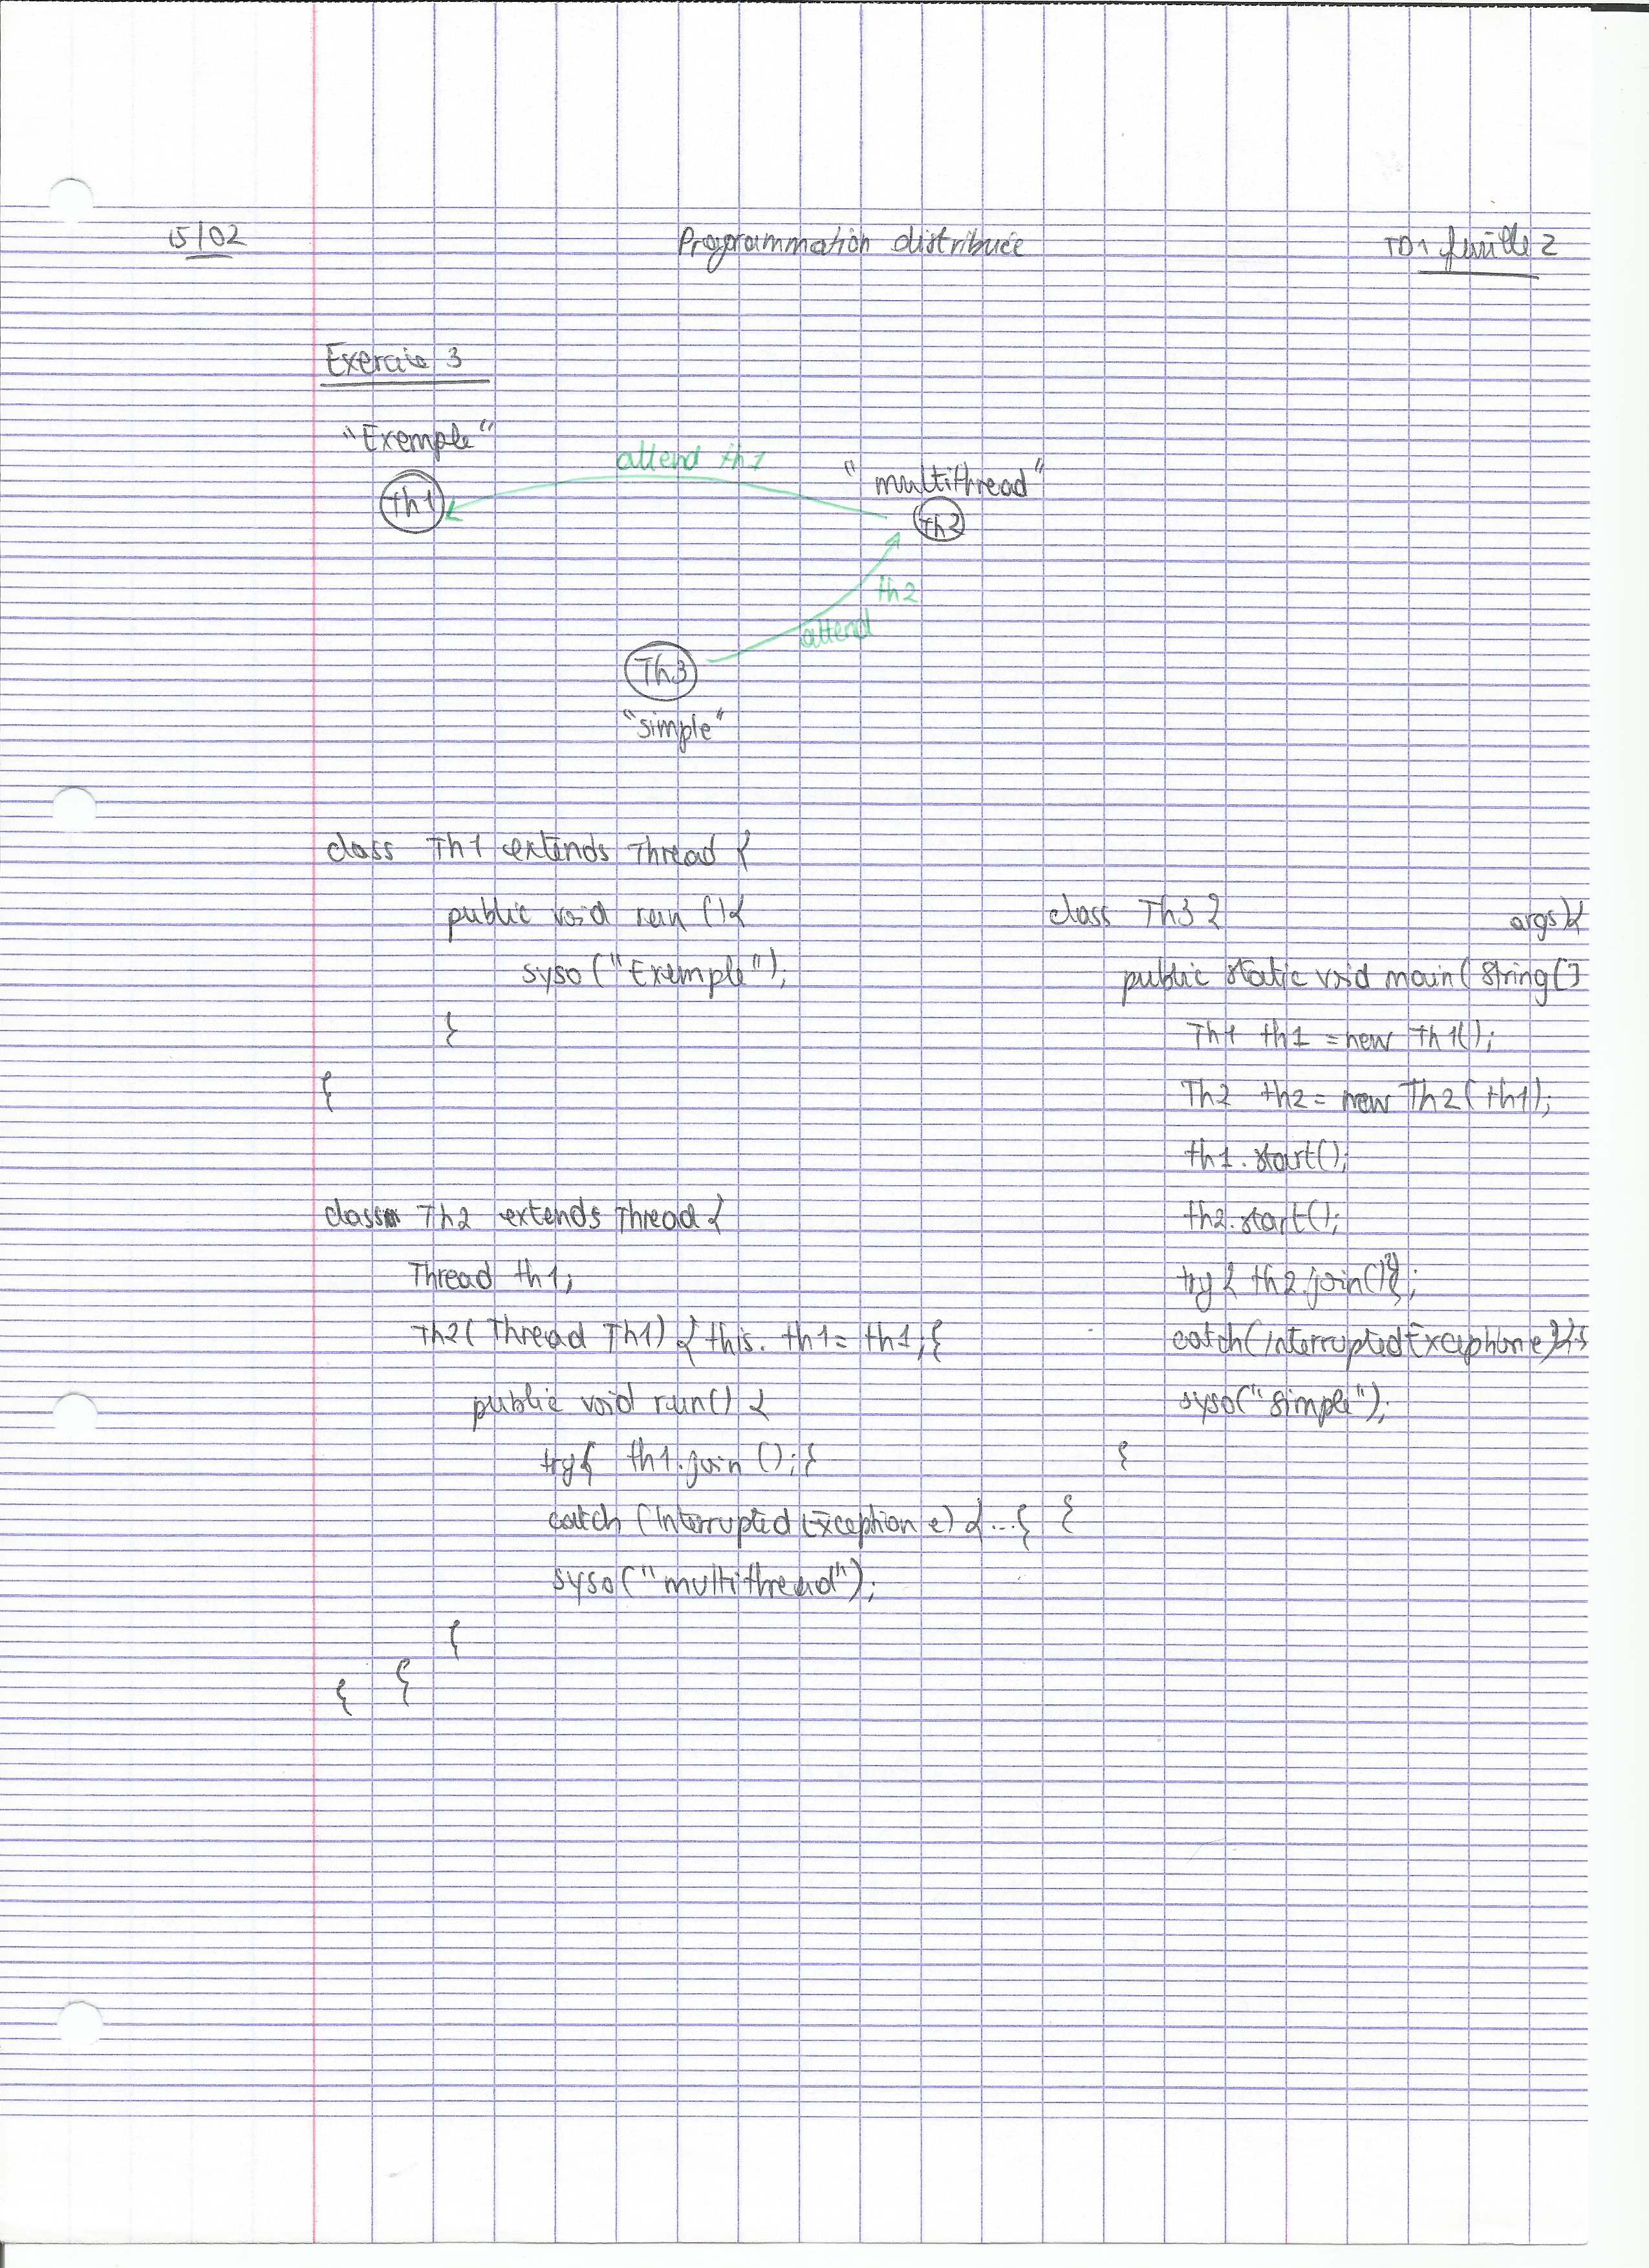 15/02
Programmation distribuée
TD1 feuille 2
Exercice 3
"Exemple"
Th1
attend th1
"multithread"
Th2
th2
attend
Th3
"simple"
class Th1 extends Thread {
public void run () {
syso ("Exemple");
}
}
class Th2 extends Thread {
Thread th1;
Th2( Thread Th1) { this. th1 = th1; }
public void run() {
try { th1.join (); }
catch (Interrupted Exception e) { ... }
syso ("multithread");
}
}
}
class Th3 {
args) {
public static void main( String[]
Th1 th1 = new Th1();
Th2 th2 = new Th2( th1);
th1.start();
th2.start();
try { th2.join()};
catch( Interrupted Exception e) { }
syso("simple");
}
}